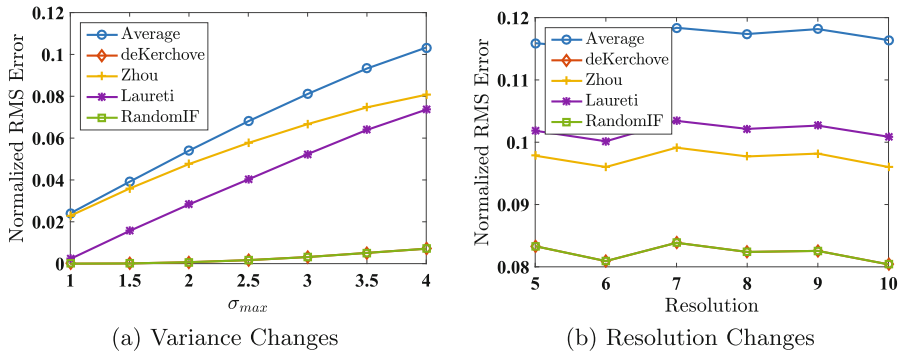 0.12
0.1
0.08
0.06
0.04
0.02
0
Normalized RMS Error
Average
deKerchove
Zhou
Laureti
RandomIF
1 1.5 2 2.5 3 3.5 4
σmax
(a) Variance Changes
0.12
0.11
0.1
0.09
0.08
Normalized RMS Error
Average
deKerchove
Zhou
Laureti
RandomIF
5 6 7 8 9 10
Resolution
(b) Resolution Changes